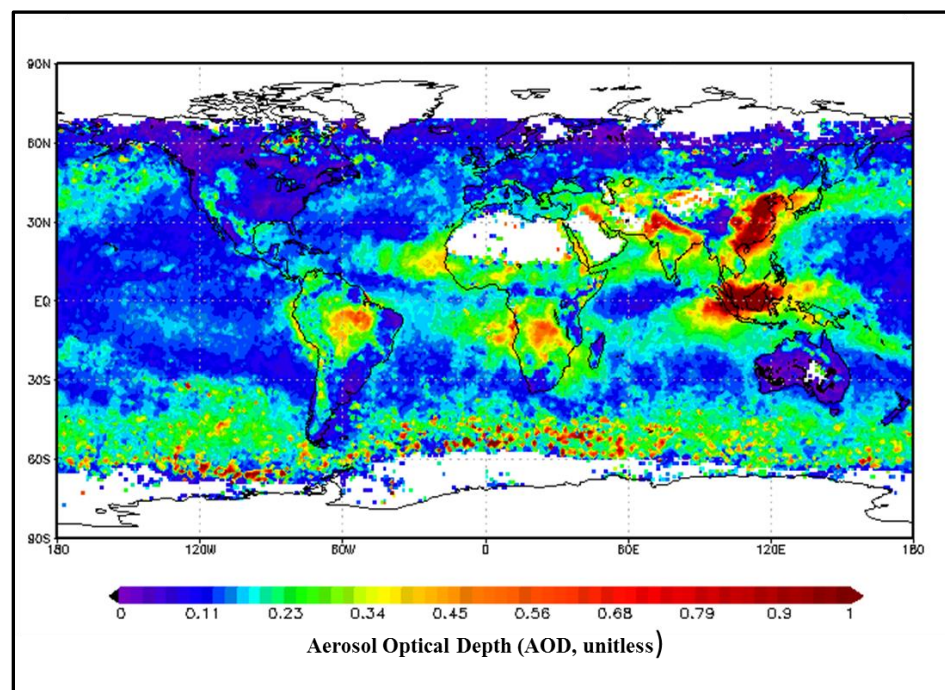 90N
60N
30N
EQ
30S
60S
90S
180 120W 60W 0 60E 120E 180
0 0.11 0.23 0.34 0.45 0.56 0.68 0.79 0.9 1
Aerosol Optical Depth (AOD, unitless)